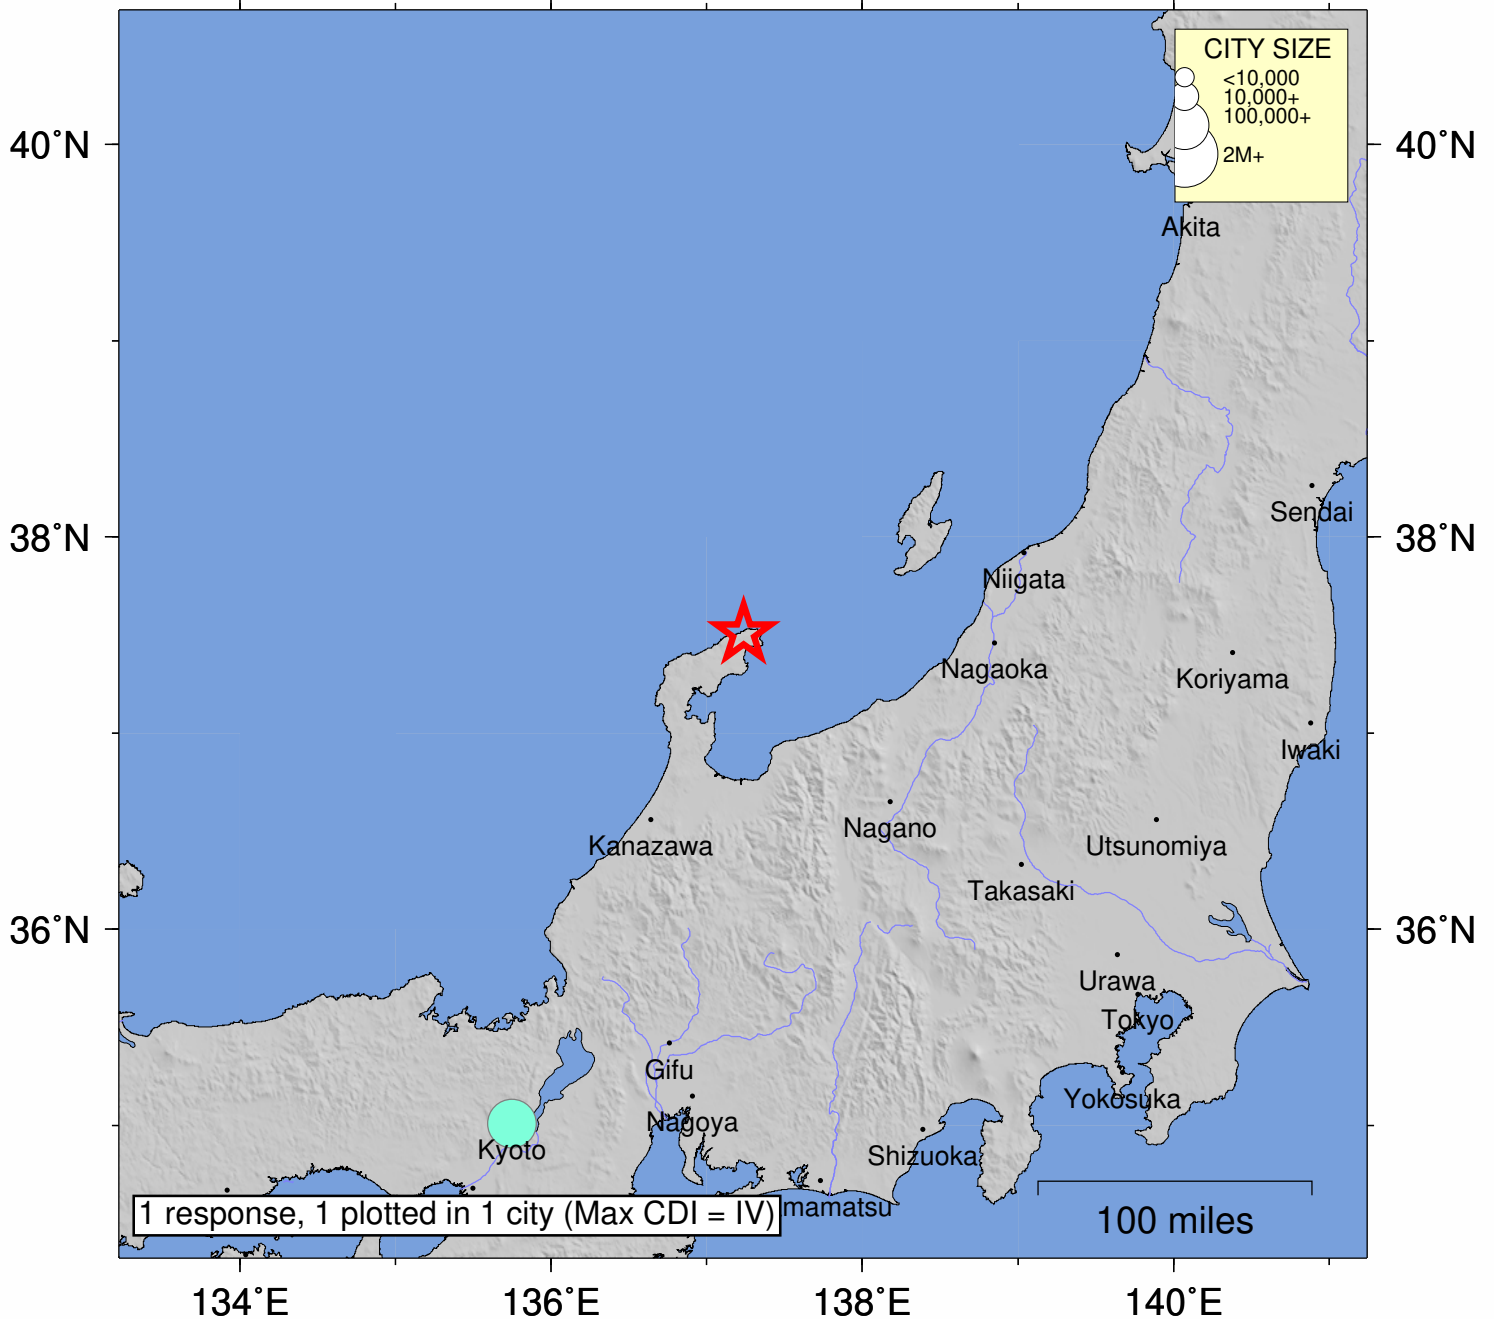 CITY SIZE
<10,000
10,000+
100,000+
2M+
40˚N
40˚N
Akita
Sendai
38˚N
38˚N
Niigata
Nagaoka
Koriyama
Iwaki
Nagano
Kanazawa
Utsunomiya
Takasaki
36˚N
36˚N
Urawa
Tokyo
Gifu
Yokosuka
Nagoya
Kyoto
Shizuoka
mamatsu
1 response, 1 plotted in 1 city (Max CDI = IV)
100 miles
134˚E
136˚E
138˚E
140˚E